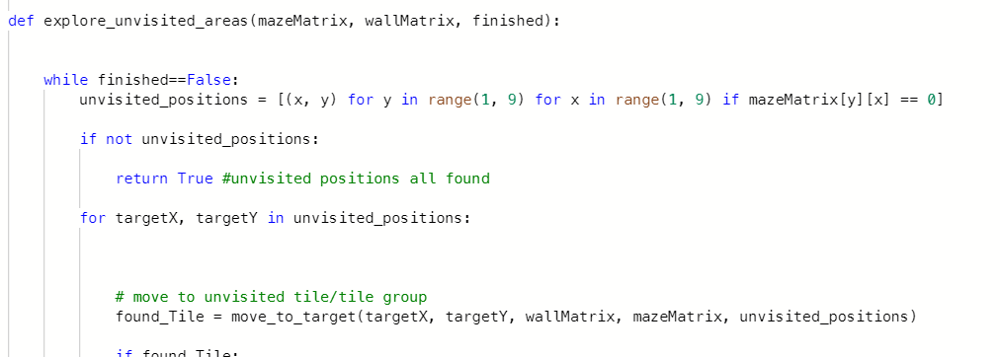 def explore_unvisited_areas(mazeMatrix, wallMatrix, finished):
while finished==False:
unvisited_positions = [(x, y) for y in range(1, 9) for x in range(1, 9) if mazeMatrix[y][x] == 0]
if not unvisited_positions:
return True #unvisited positions all found
for targetX, targetY in unvisited_positions:
# move to unvisited tile/tile group
found_Tile = move_to_target(targetX, targetY, wallMatrix, mazeMatrix, unvisited_positions)
if found_Tile: